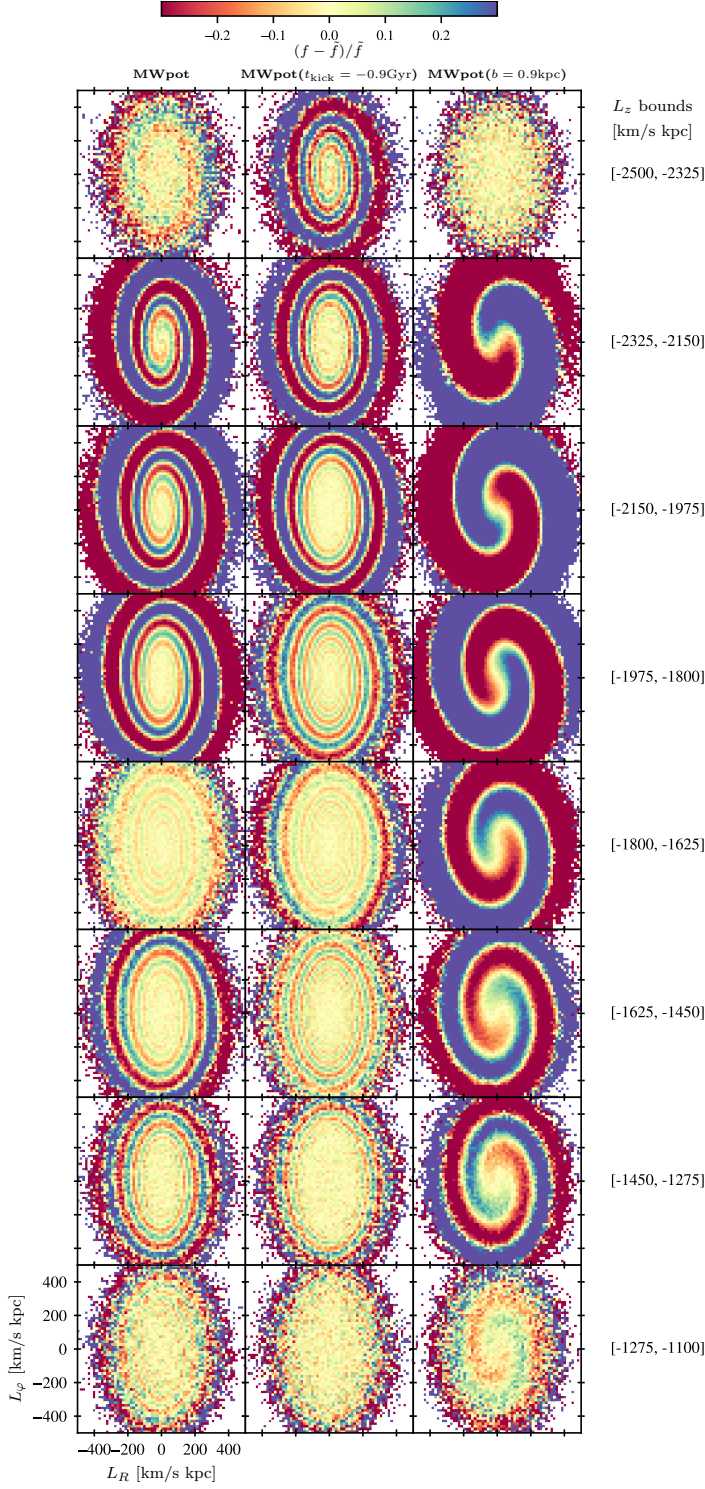 −0.2 −0.1 0.0 0.1 0.2
(f − f̃)/f̃
MWpot MWpot(t_kick = −0.9Gyr) MWpot(b = 0.9kpc)
L_z bounds
[km/s kpc]
[-2500, -2325]
[-2325, -2150]
[-2150, -1975]
[-1975, -1800]
[-1800, -1625]
[-1625, -1450]
[-1450, -1275]
[-1275, -1100]
400
200
0
−200
−400
L_φ [km/s kpc]
−400 −200 0 200 400
L_R [km/s kpc]